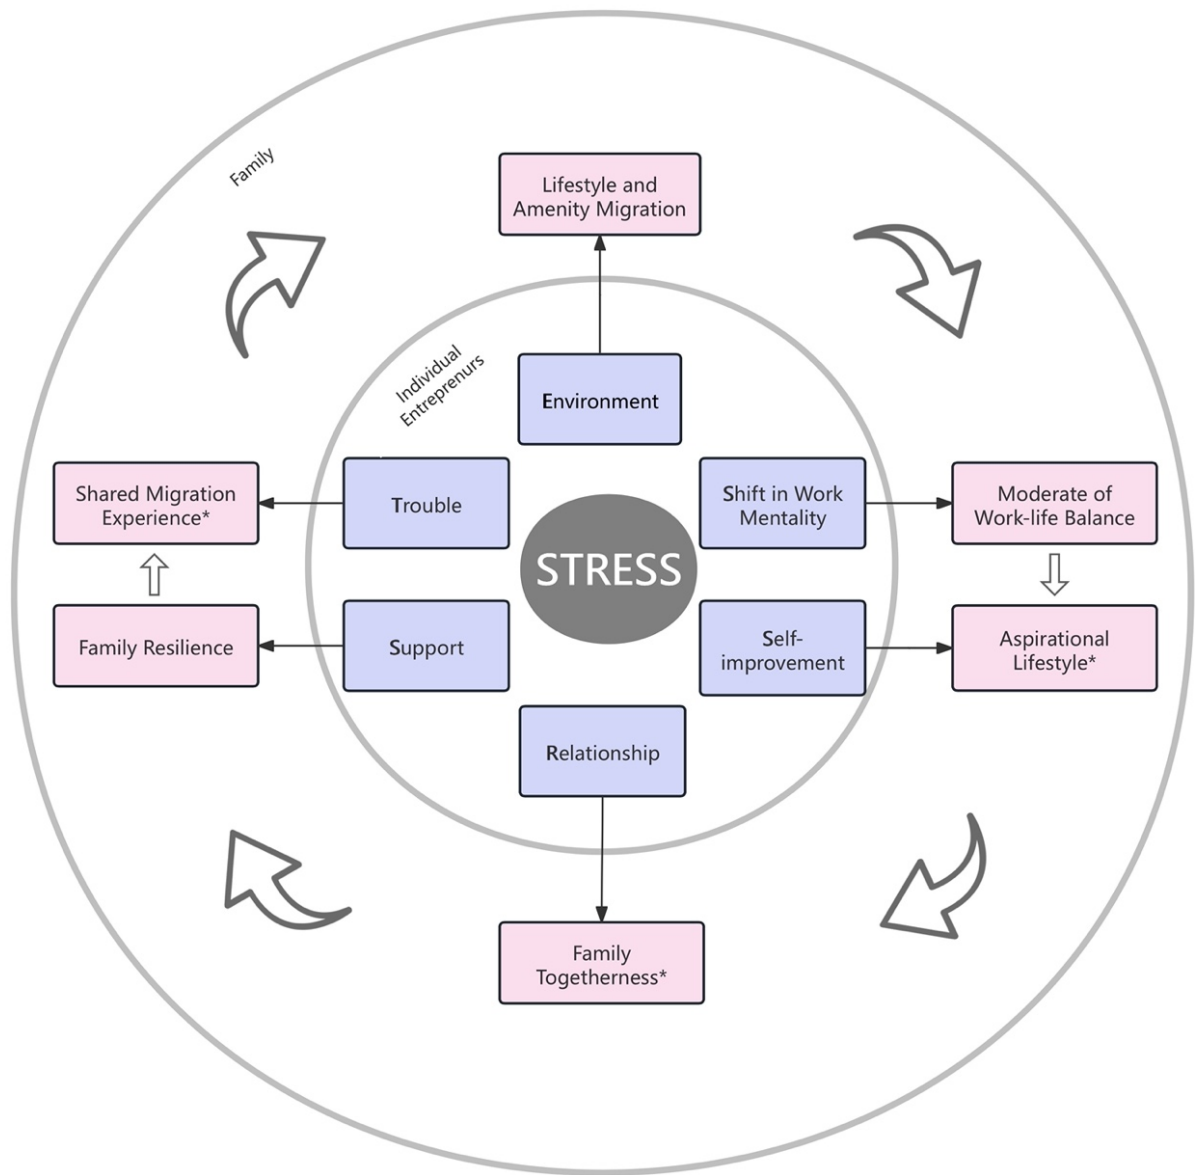 Family
Lifestyle and
Amenity Migration
Individual
Entreprenurs
Environment
Shared Migration
Experience*
Trouble
Shift in Work
Mentality
Moderate of
Work-life Balance
STRESS
Family Resilience
Support
Self-
improvement
Aspirational
Lifestyle*
Relationship
Family
Togetherness*